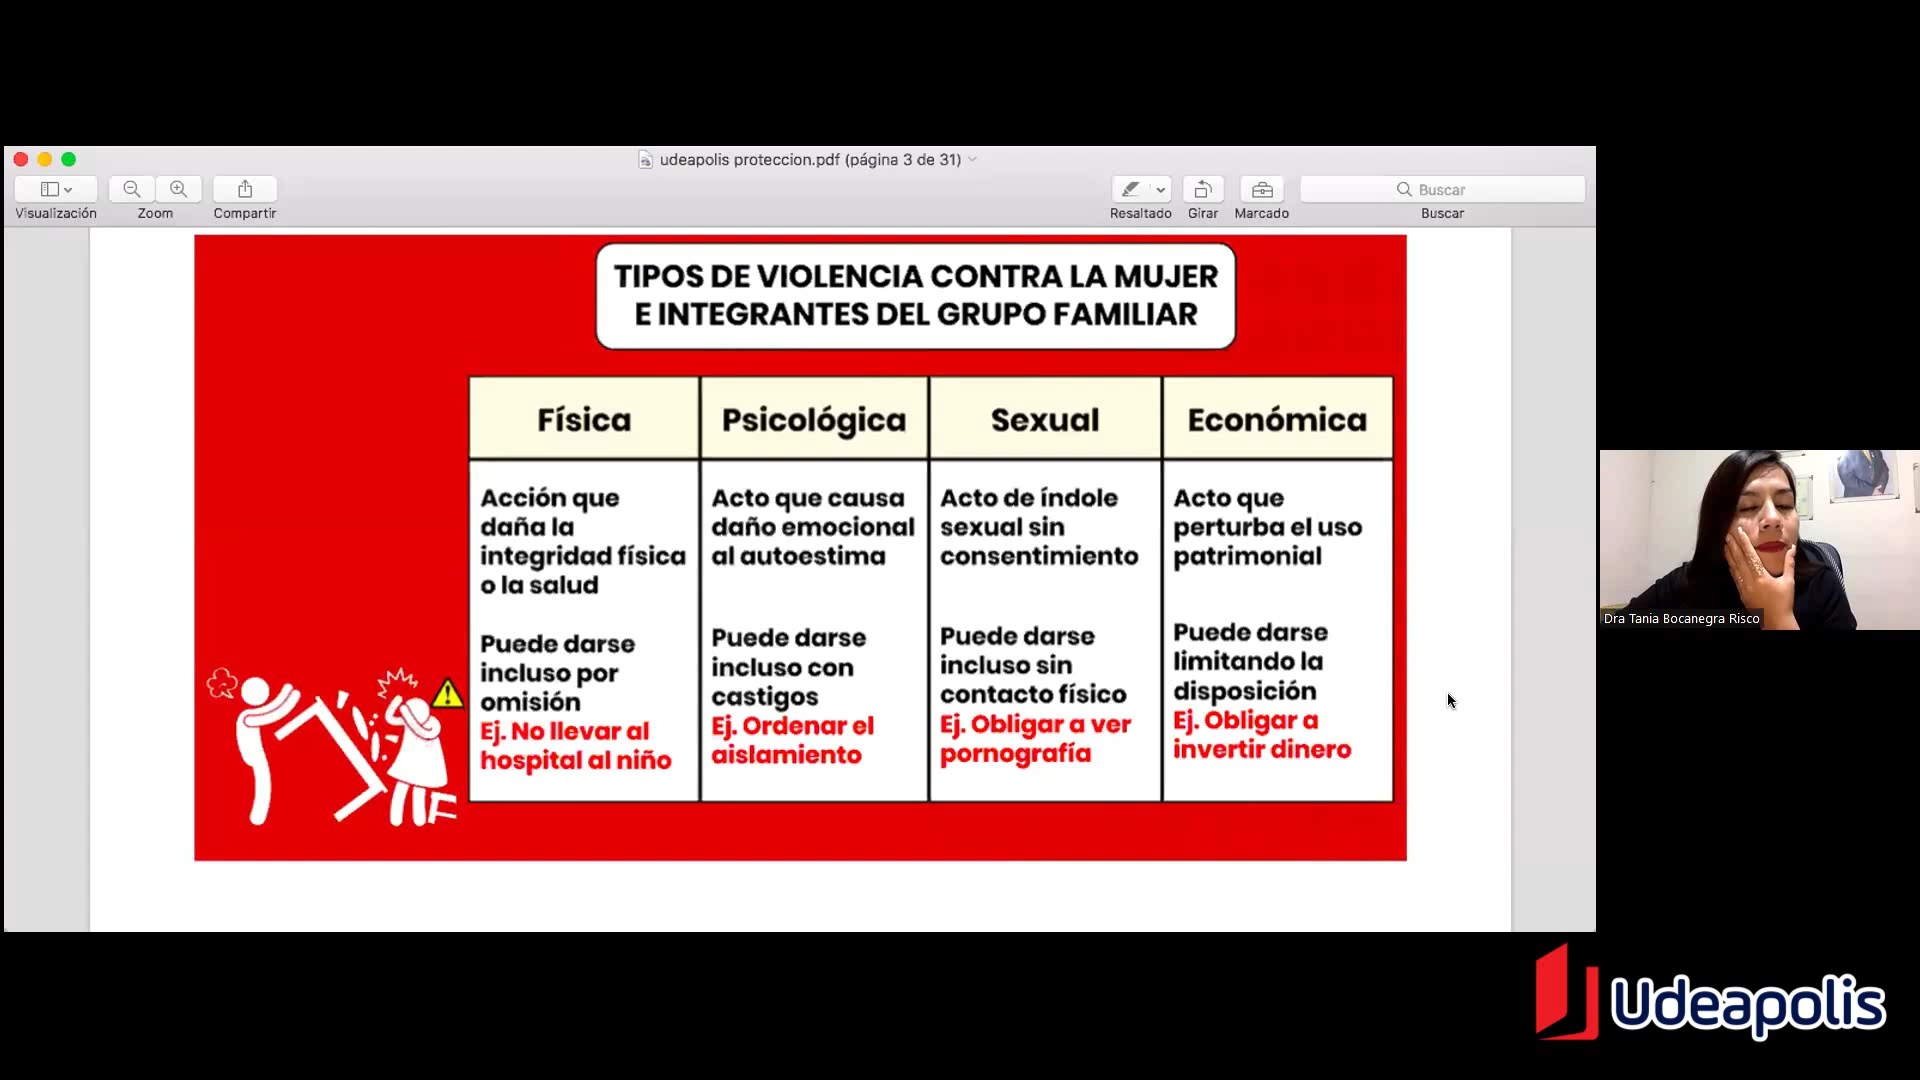 udeapolis proteccion.pdf (página 3 de 31)
Visualización
Zoom
Compartir
Resaltado
Girar
Marcado
Buscar
Buscar
TIPOS DE VIOLENCIA CONTRA LA MUJER
E INTEGRANTES DEL GRUPO FAMILIAR
Física
Psicológica
Sexual
Económica
Acción que
daña la
integridad física
o la salud
Puede darse
incluso por
omisión
Ej. No llevar al
hospital al niño
Acto que causa
daño emocional
al autoestima
Puede darse
incluso con
castigos
Ej. Ordenar el
aislamiento
Acto de índole
sexual sin
consentimiento
Puede darse
incluso sin
contacto físico
Ej. Obligar a ver
pornografía
Acto que
perturba el uso
patrimonial
Puede darse
limitando la
disposición
Ej. Obligar a
invertir dinero
Dra Tania Bocanegra Risco
Udeapolis